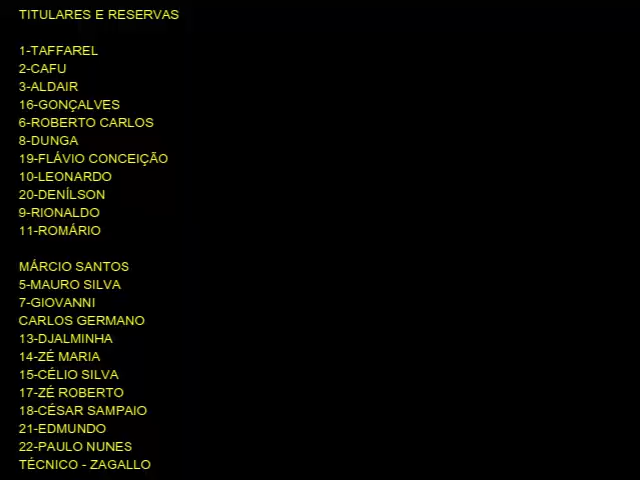 TITULARES E RESERVAS
1-TAFFAREL
2-CAFU
3-ALDAIR
16-GONÇALVES
6-ROBERTO CARLOS
8-DUNGA
19-FLÁVIO CONCEIÇÃO
10-LEONARDO
20-DENÍLSON
9-RIONALDO
11-ROMÁRIO
MÁRCIO SANTOS
5-MAURO SILVA
7-GIOVANNI
CARLOS GERMANO
13-DJALMINHA
14-ZÉ MARIA
15-CÉLIO SILVA
17-ZÉ ROBERTO
18-CÉSAR SAMPAIO
21-EDMUNDO
22-PAULO NUNES
TÉCNICO - ZAGALLO